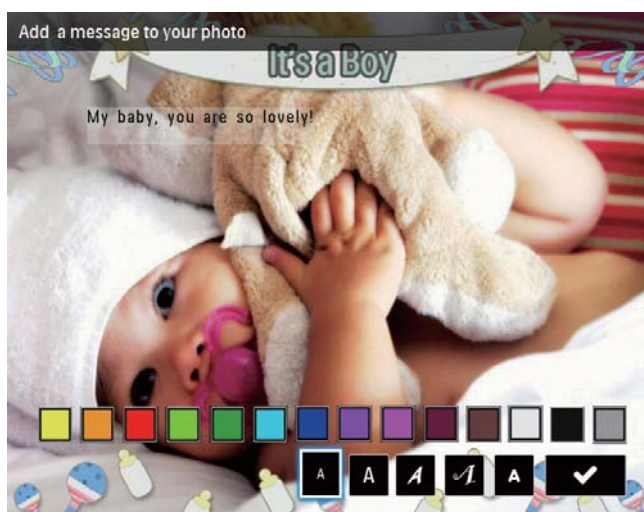 Add a message to your photo
It's a Boy
My baby, you are so lovely!
A A A A A